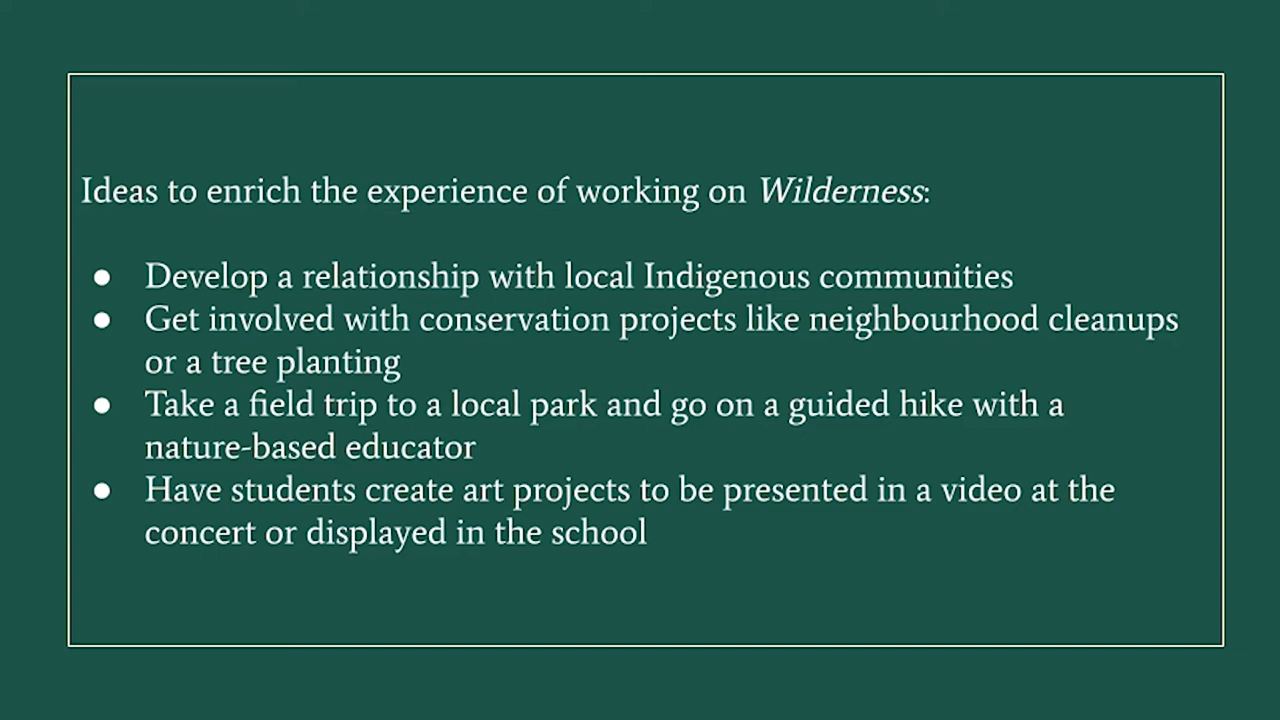 Ideas to enrich the experience of working on Wilderness:
● Develop a relationship with local Indigenous communities
● Get involved with conservation projects like neighbourhood cleanups
or a tree planting
● Take a field trip to a local park and go on a guided hike with a
nature-based educator
● Have students create art projects to be presented in a video at the
concert or displayed in the school